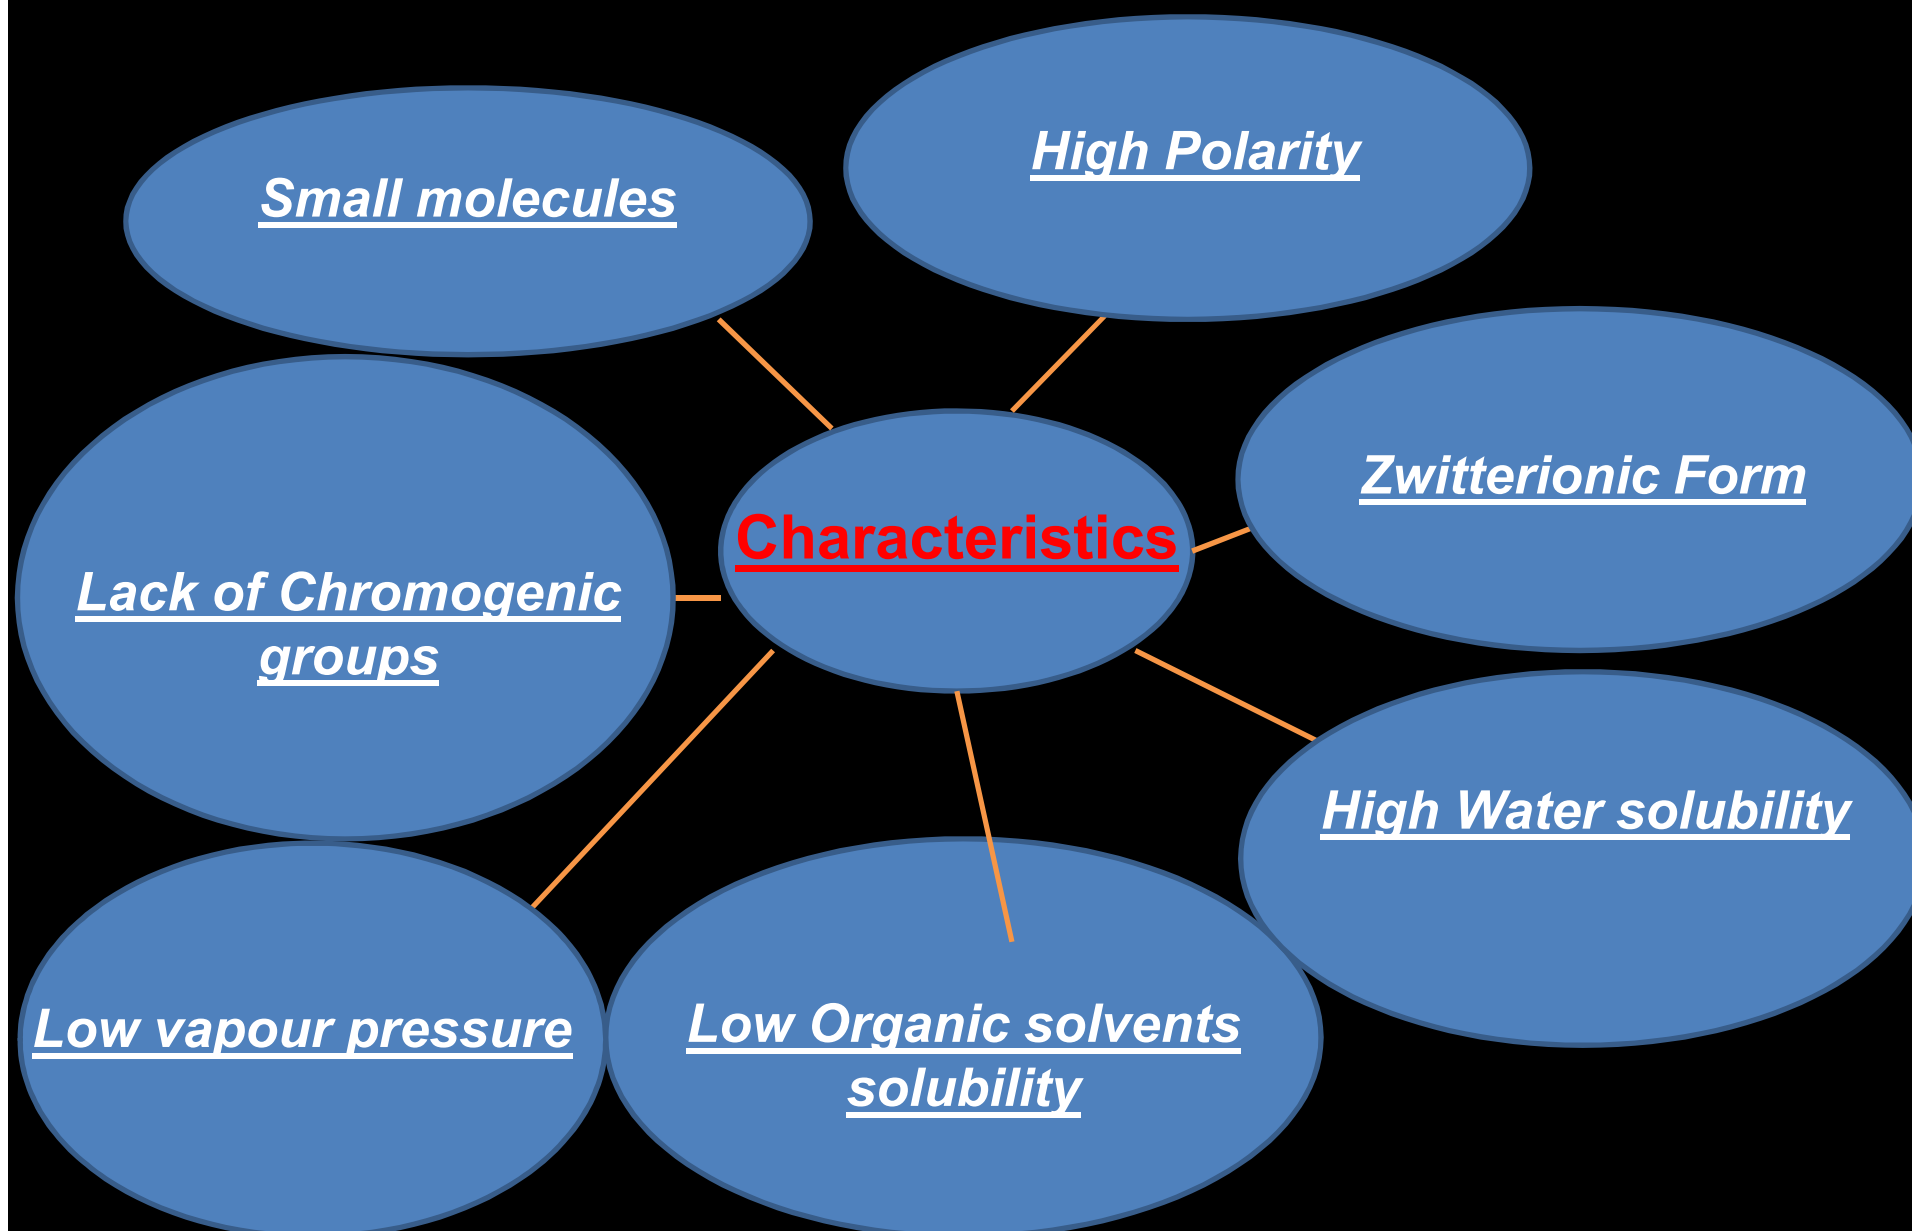 High Polarity
Small molecules
Zwitterionic Form
Characteristics
Lack of Chromogenic
groups
High Water solubility
Low vapour pressure
Low Organic solvents
solubility